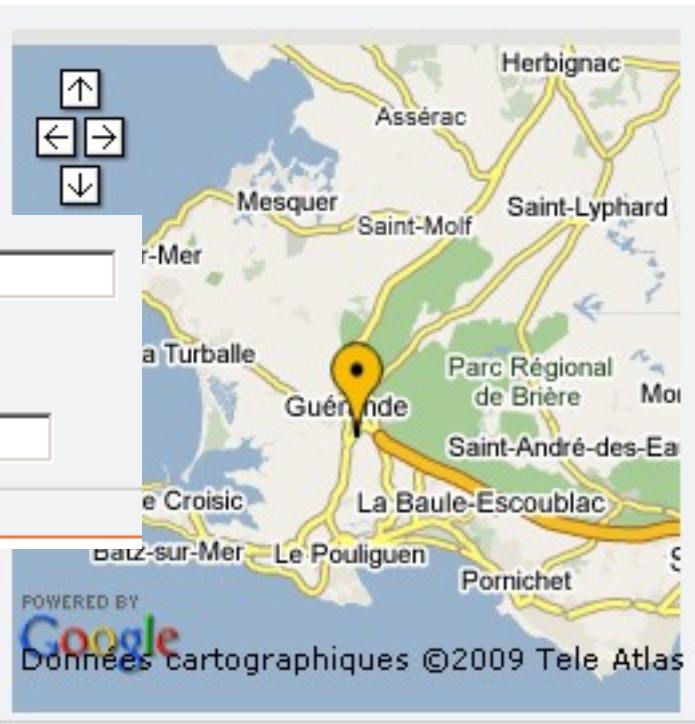 Herbignac
Assérac
Mesquer
Saint-Lyphard
Saint-Molf
r-Mer
a Turballe
Parc Régional
de Brière
Guérande
Saint-André-des-Ea
e Croisic
La Baule-Escoublac
Batz-sur-Mer
Le Pouliguen
Pornichet
POWERED BY
Google
Données cartographiques ©2009 Tele Atlas